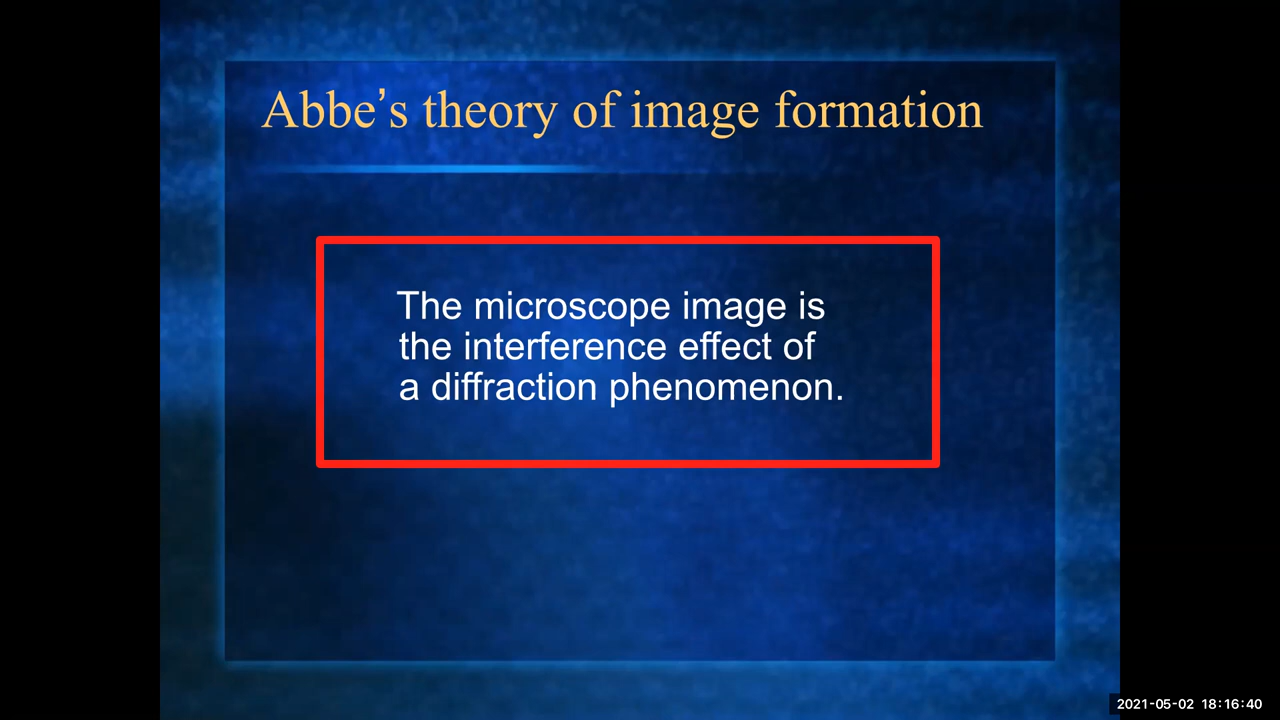 Abbe’s theory of image formation
The microscope image is
the interference effect of
a diffraction phenomenon.
2021-05-02 18:16:40